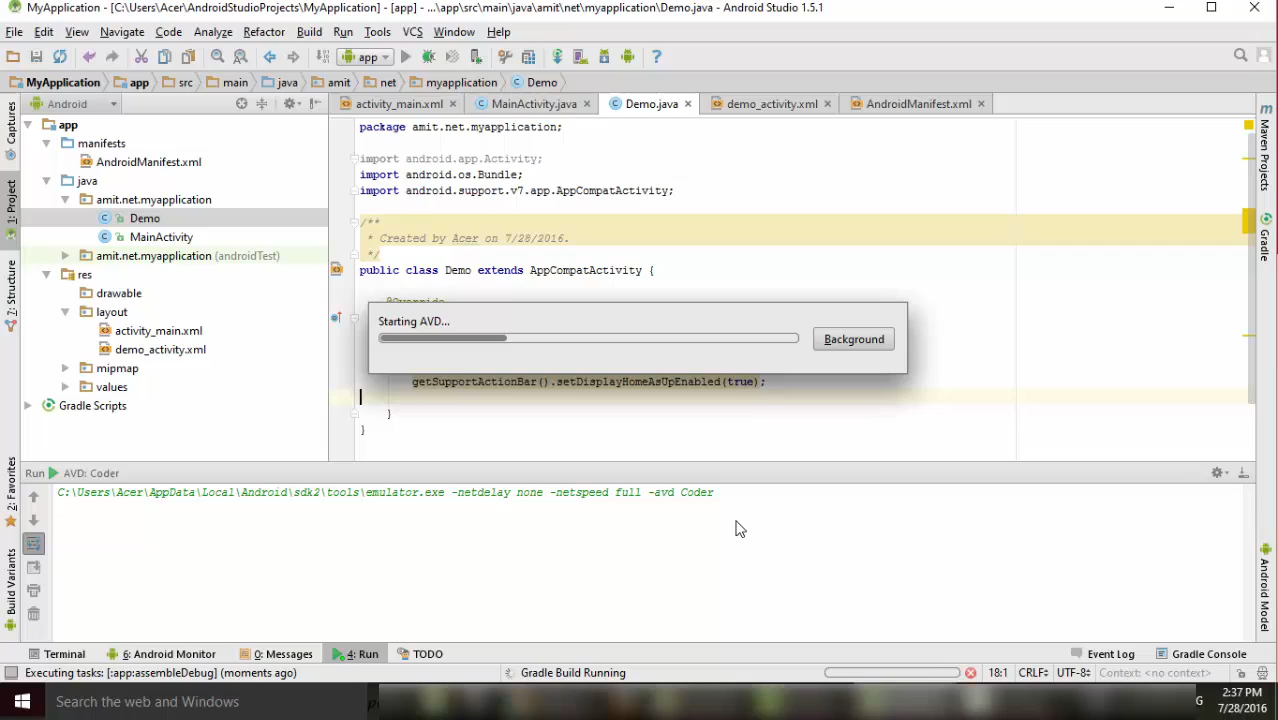 MyApplication - [C:\Users\Acer\AndroidStudioProjects\MyApplication] - [app] - ...\app\src\main\java\amit\net\myapplication\Demo.java - Android Studio 1.5.1
File Edit View Navigate Code Analyze Refactor Build Run Tools VCS Window Help
app
MyApplication app src main java amit net myapplication Demo
Android
activity_main.xml MainActivity.java Demo.java demo_activity.xml AndroidManifest.xml
Captures
1: Project
7: Structure
2: Favorites
Build Variants
app
manifests
AndroidManifest.xml
java
amit.net.myapplication
Demo
MainActivity
amit.net.myapplication (androidTest)
res
drawable
layout
activity_main.xml
demo_activity.xml
mipmap
values
Gradle Scripts
package amit.net.myapplication;
import android.app.Activity;
import android.os.Bundle;
import android.support.v7.app.AppCompatActivity;
/**
* Created by Acer on 7/28/2016.
*/
public class Demo extends AppCompatActivity {
@Override
Starting AVD...
Background
getSupportActionBar().setDisplayHomeAsUpEnabled(true);
}
}
Maven Projects
Gradle
Android Model
Run AVD: Coder
C:\Users\Acer\AppData\Local\Android\sdk2\tools\emulator.exe -netdelay none -netspeed full -avd Coder
Terminal 6: Android Monitor 0: Messages 4: Run TODO Event Log Gradle Console
Executing tasks: [:app:assembleDebug] (moments ago) Gradle Build Running 18:1 CRLF UTF-8 Context: <no context>
Search the web and Windows
G
2:37 PM
7/28/2016